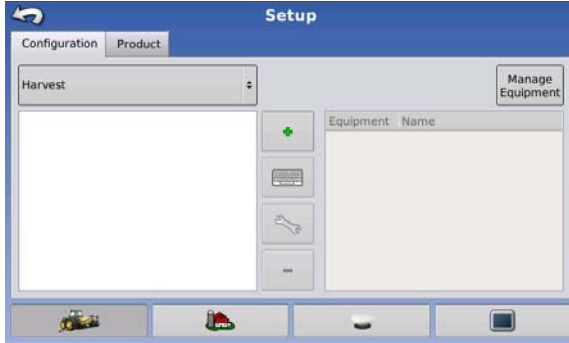 Setup
Configuration Product
Harvest
Manage
Equipment
Equipment Name